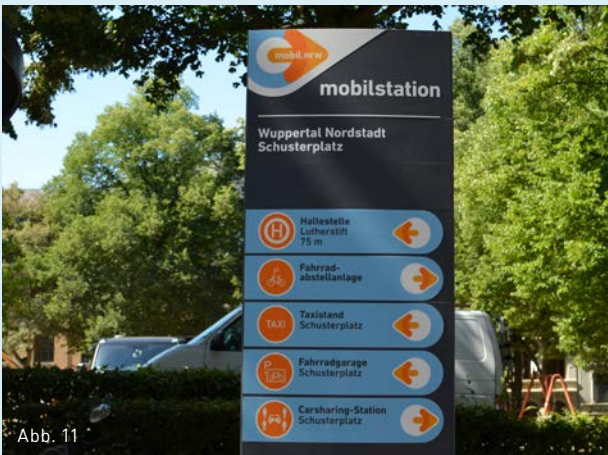 mobil.nrw
mobilstation
Wuppertal Nordstadt
Schusterplatz
H
Haltestelle
Lutherstift
75 m
P
Fahrrad-
abstellanlage
TAXI
Taxistand
Schusterplatz
P
Fahrradgarage
Schusterplatz
Carsharing-Station
Schusterplatz
Abb. 11